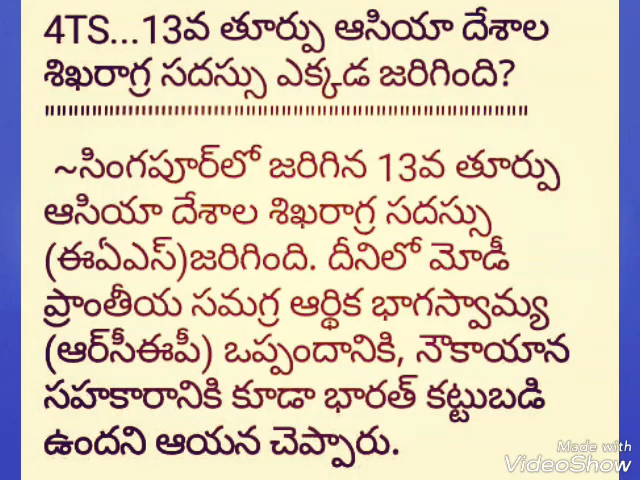 4TS...13వ తూర్పు ఆసియా దేశాల
శిఖరాగ్ర సదస్సు ఎక్కడ జరిగింది?
~సింగపూర్‌లో జరిగిన 13వ తూర్పు
ఆసియా దేశాల శిఖరాగ్ర సదస్సు
(ఈఏఎస్)జరిగింది. దీనిలో మోడీ
ప్రాంతీయ సమగ్ర ఆర్థిక భాగస్వామ్య
(ఆర్‌సీఈపీ) ఒప్పందానికి, నౌకాయాన
సహకారానికి కూడా భారత్ కట్టుబడి
ఉందని ఆయన చెప్పారు.
Made with
VideoShow